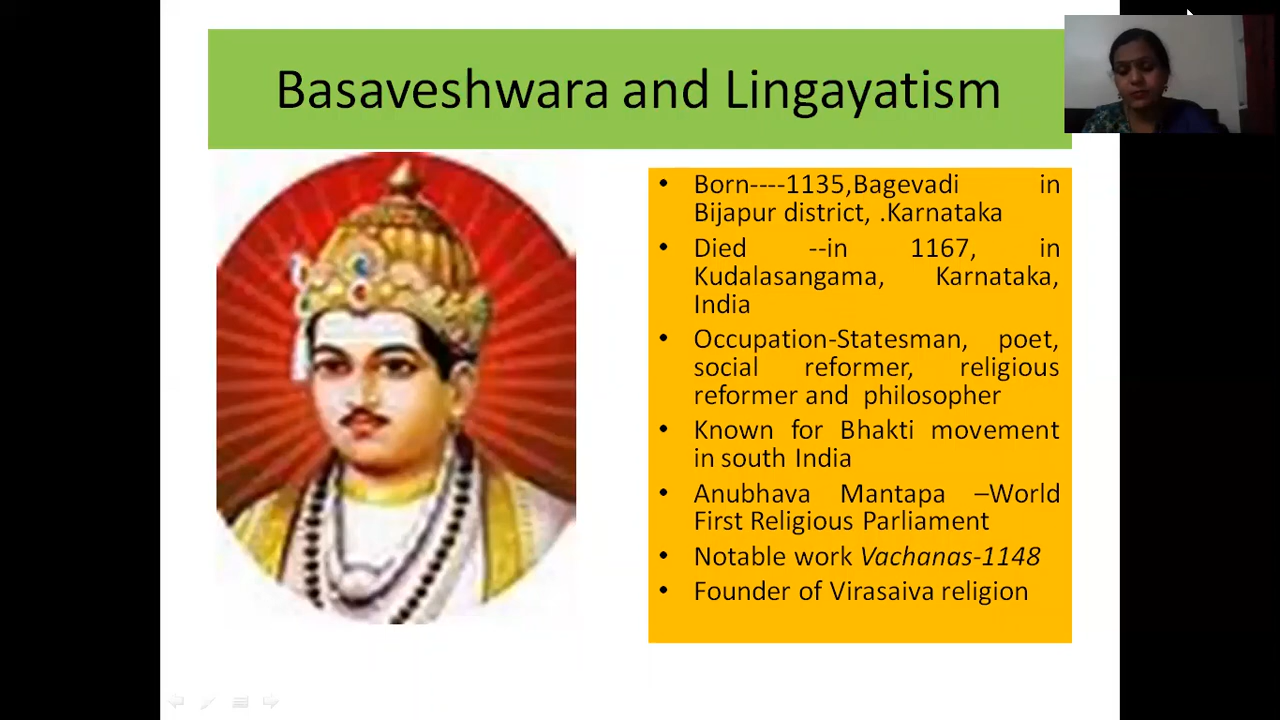 Basaveshwara and Lingayatism
• Born----1135,Bagevadi in
Bijapur district, .Karnataka
• Died --in 1167, in
Kudalasangama, Karnataka,
India
• Occupation-Statesman, poet,
social reformer, religious
reformer and philosopher
• Known for Bhakti movement
in south India
• Anubhava Mantapa –World
First Religious Parliament
• Notable work Vachanas-1148
• Founder of Virasaiva religion